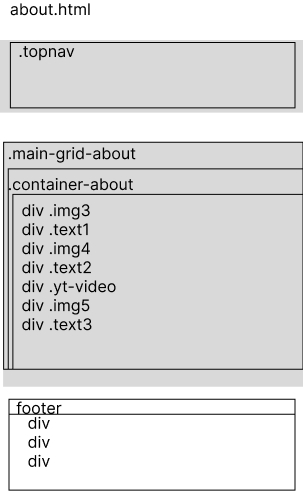 about.html
.topnav
.main-grid-about
.container-about
div .img3
div .text1
div .img4
div .text2
div .yt-video
div .img5
div .text3
footer
div
div
div